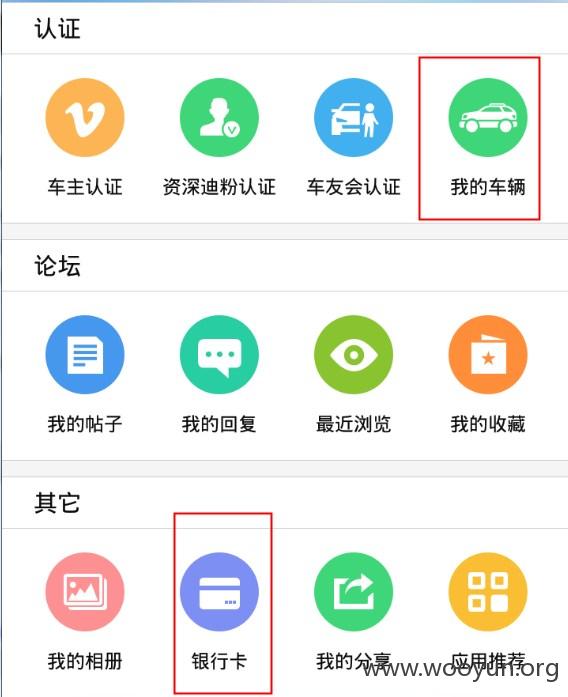 认证
车主认证 资深迪粉认证 车友会认证 我的车辆
论坛
我的帖子 我的回复 最近浏览 我的收藏
其它
我的相册 银行卡 我的分享 应用推荐
www.wooyun.org